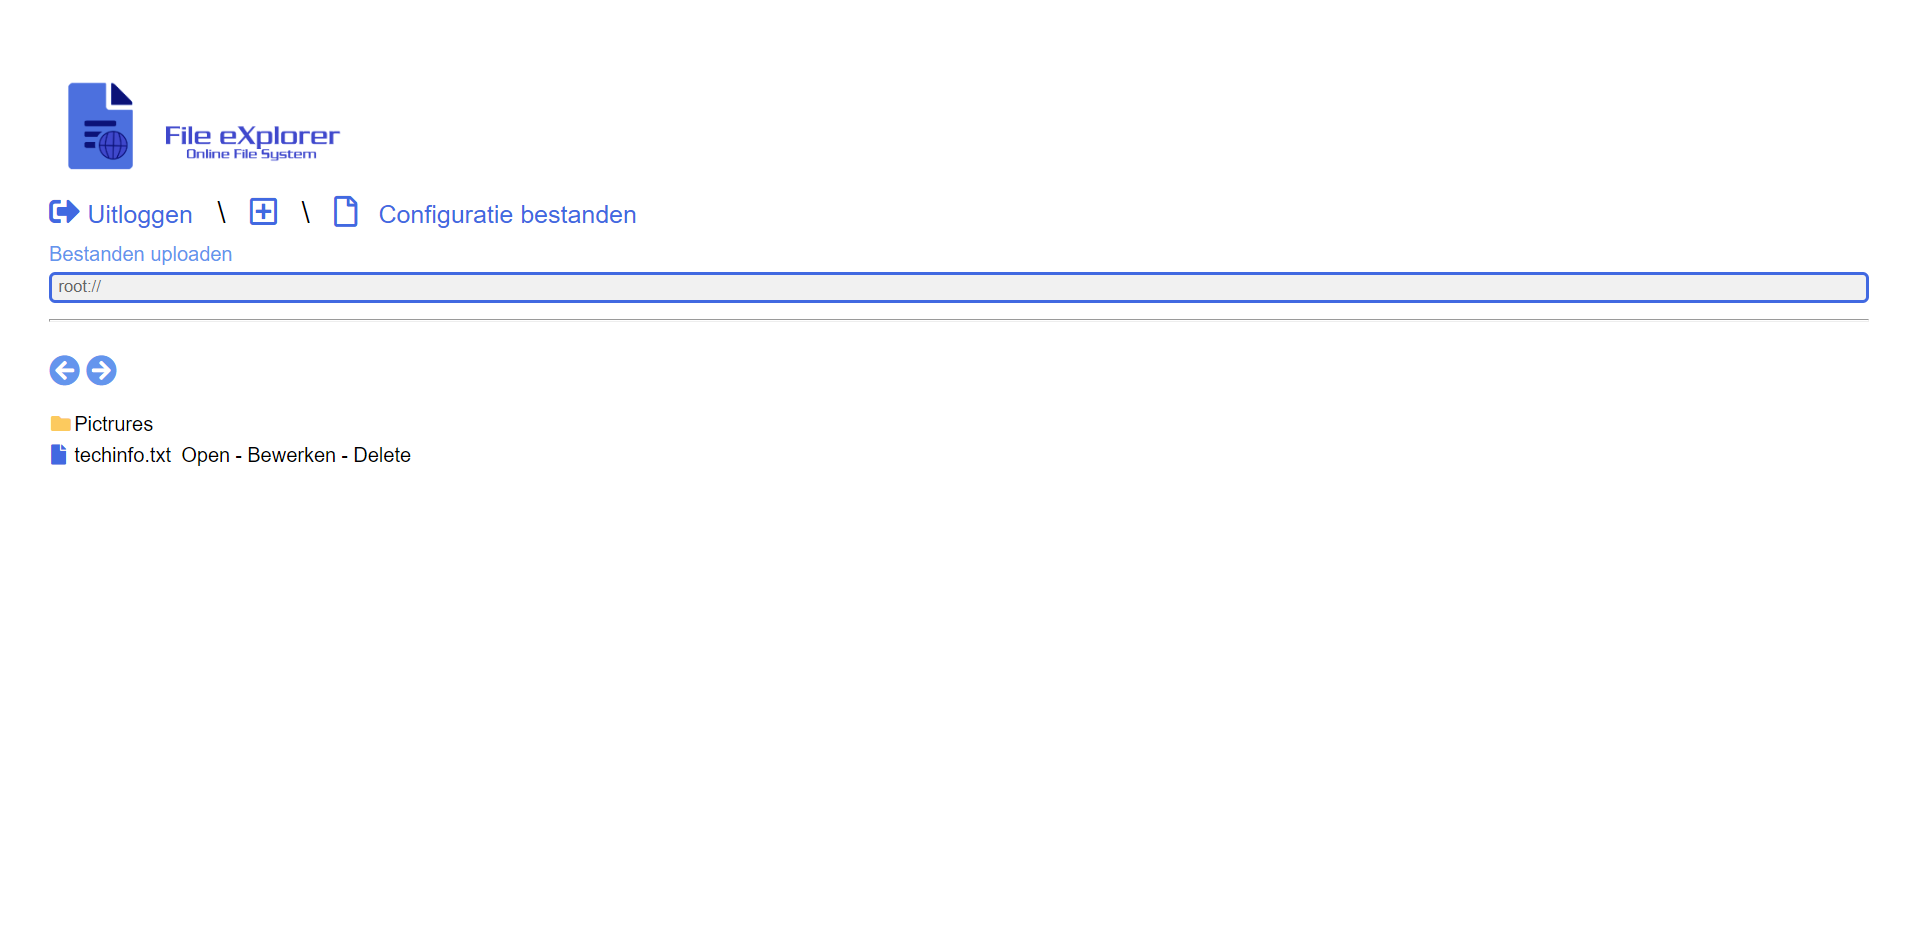 File eXplorer
Online File System
Uitloggen \ \ Configuratie bestanden
Bestanden uploaden
root://
Pictrures
techinfo.txt Open - Bewerken - Delete